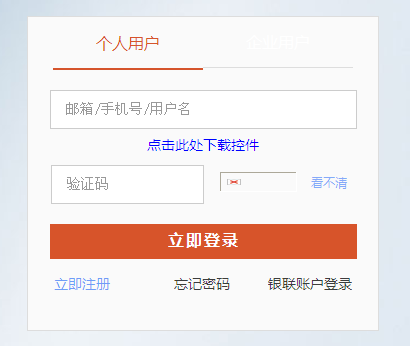 个人用户 企业用户
邮箱/手机号/用户名
点击此处下载控件
验证码 看不清
立即登录
立即注册 忘记密码 银联账户登录